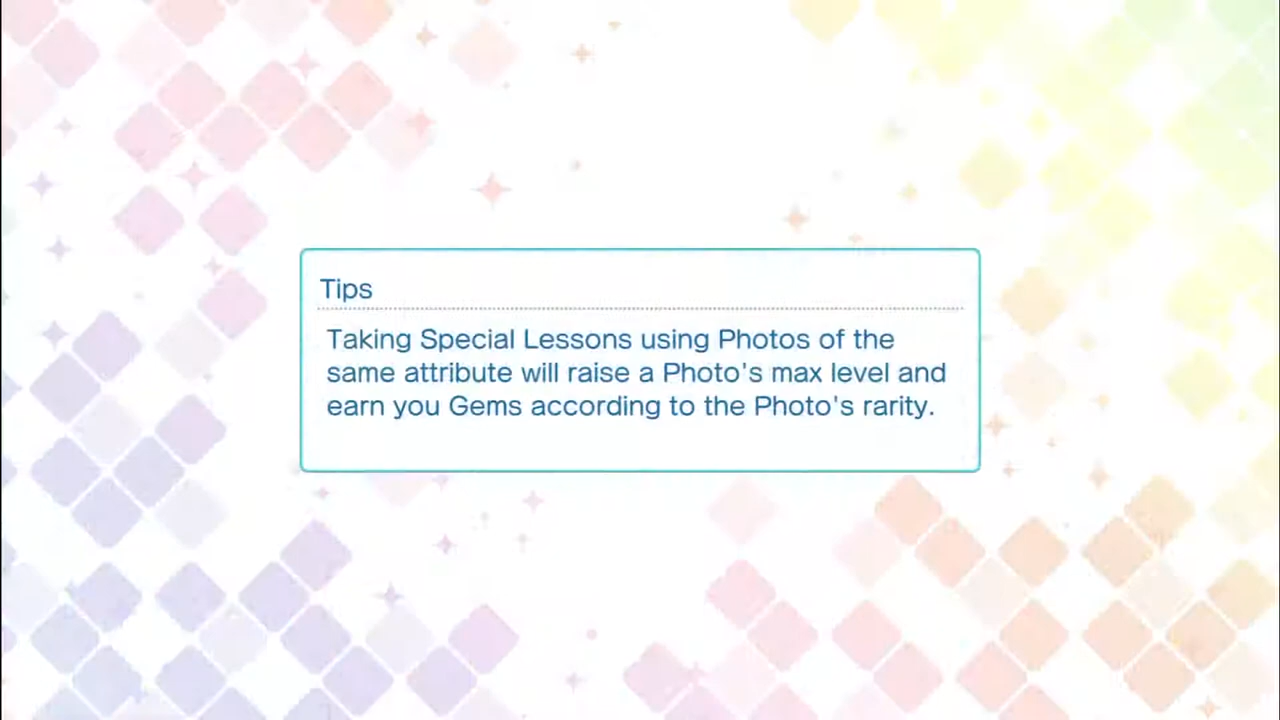 Tips
Taking Special Lessons using Photos of the
same attribute will raise a Photo's max level and
earn you Gems according to the Photo's rarity.